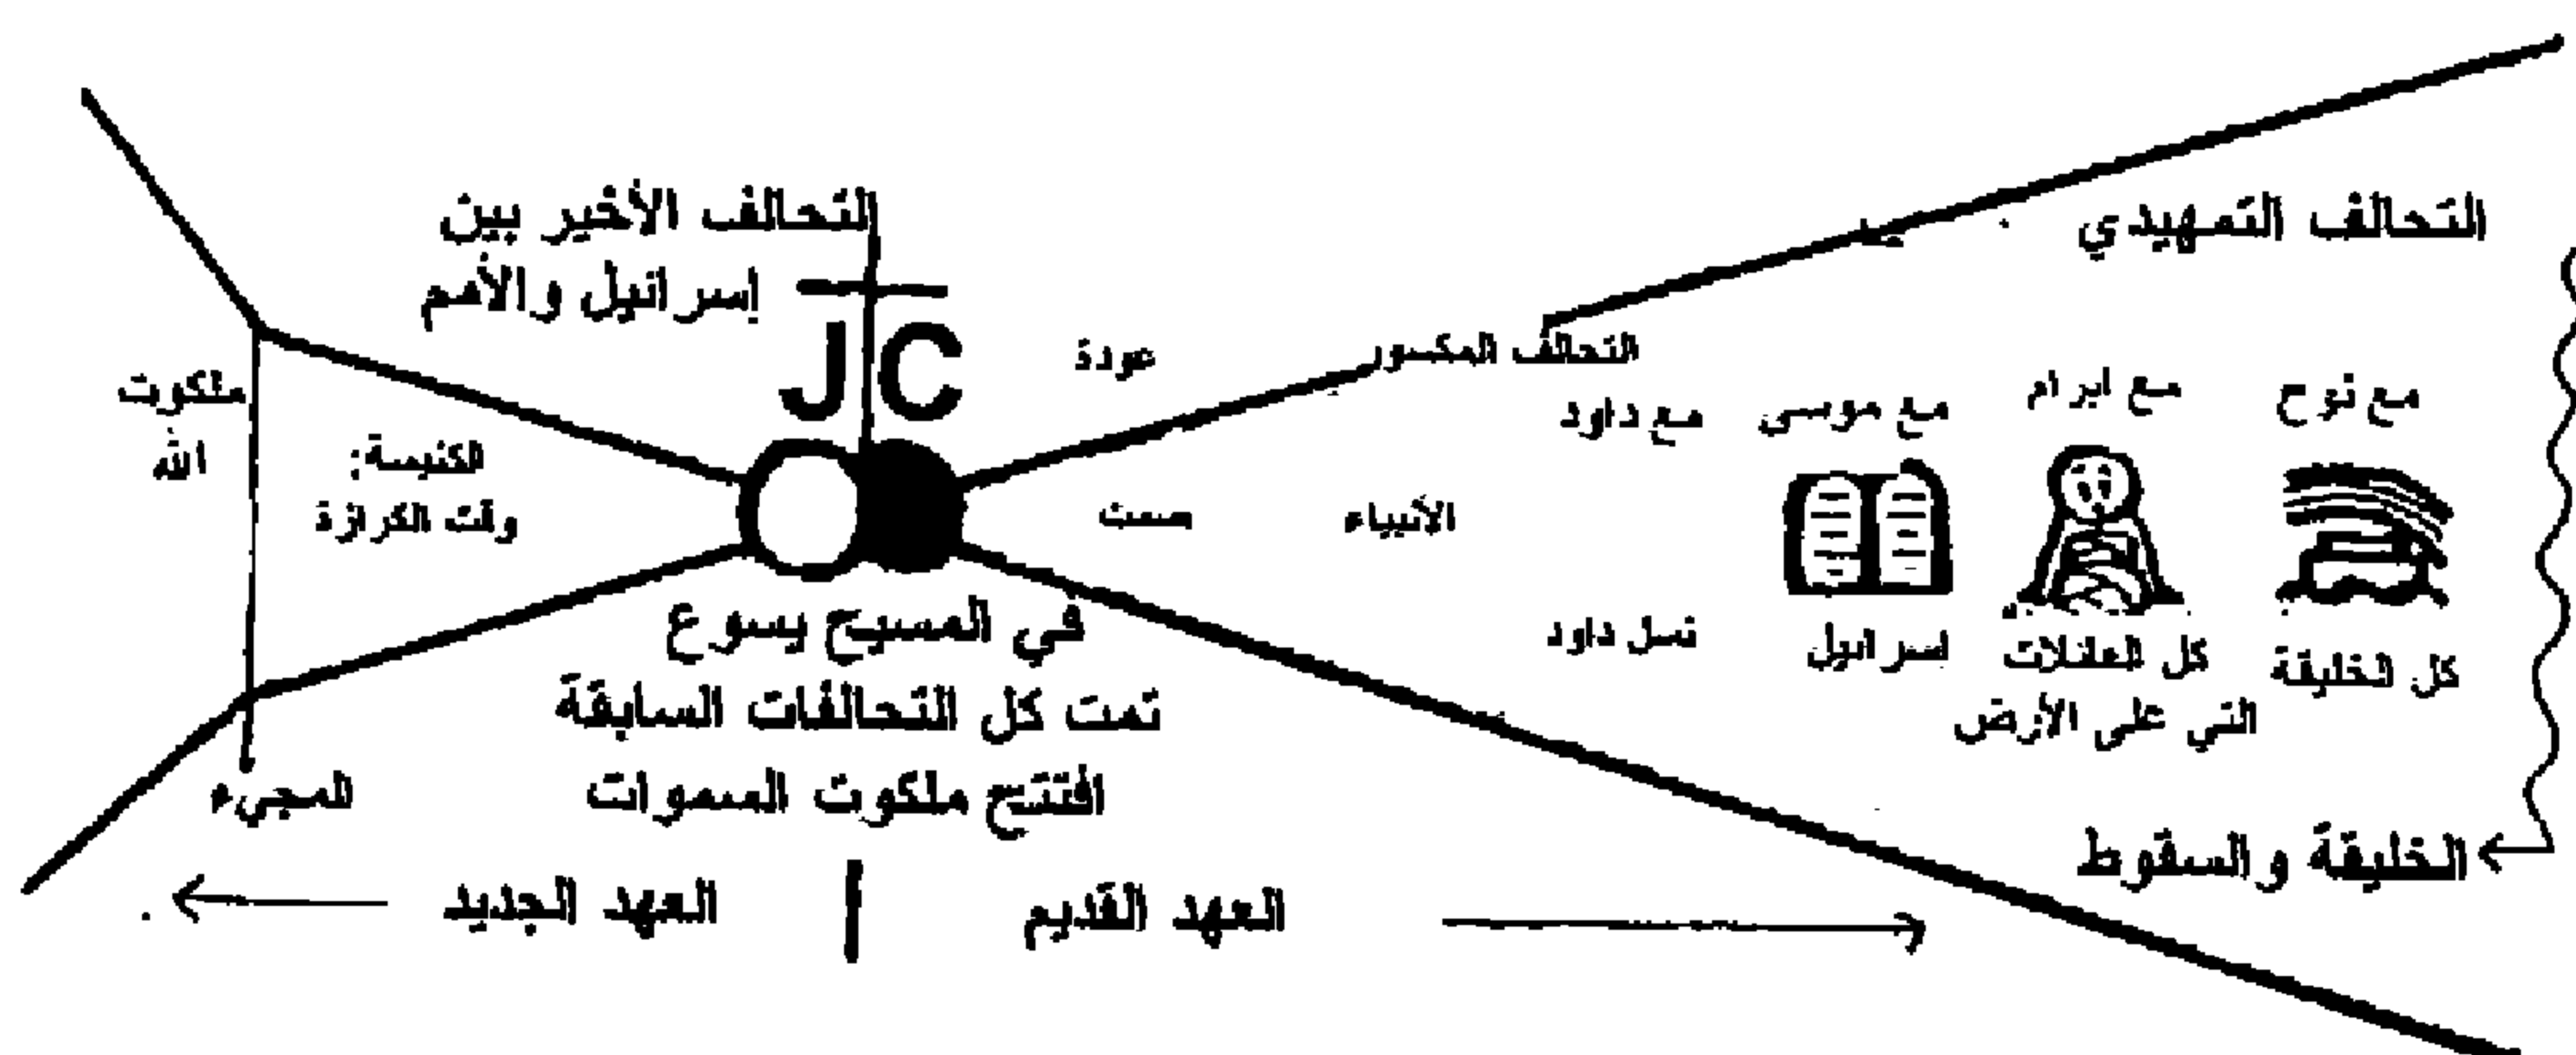 التحالف التمهيدي
مع نوح
كل الخليقة
مع ابرام
كل العائلات
التي على الأرض
مع موسى
اسرائيل
مع داود
نسل داود
الخليقة والسقوط
التحالف المكسور
الأنبياء
عودة
صمت
التحالف الأخير بين
إسرائيل والأمم
JC
في المسيح يسوع
تمت كل التحالفات السابقة
افتتح ملكوت السموات
الكنيسة:
وقت الكرازة
ملكوت
الله
المجيء
العهد القديم
العهد الجديد